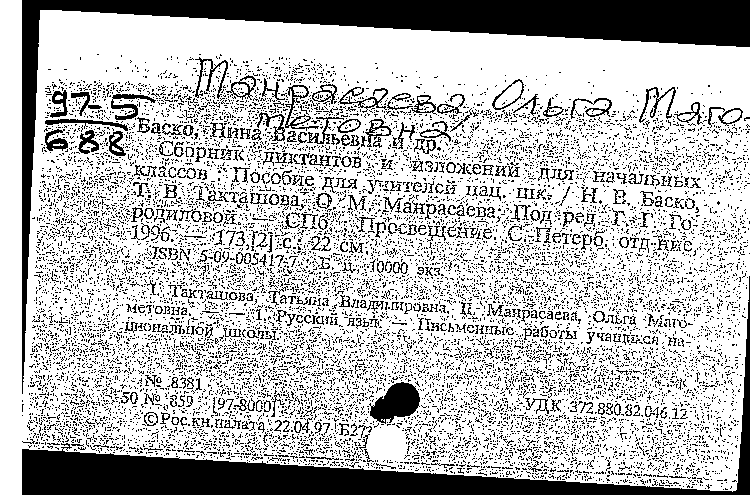 Манрасаева, Ольга Маго-
метовна,
97-5
688
Баско, Нина Васильевна и др.
Сборник диктантов и изложений для начальных
классов : Пособие для учителей нац. шк. / Н. В. Баско,
Т. В. Такташова, О. М. Манрасаева; Под ред. Г. Г. Го-
родиловой. — СПб. : Просвещение. С.-Петерб. отд-ние,
1996. — 173,[2] с.; 22 см.
ISBN 5-09-005417-7. Б. ц. 10000 экз.
I. Такташова, Татьяна Владимировна. II. Манрасаева, Ольга Маго-
метовна. — — 1. Русский язык — Письменные работы учащихся на-
циональной школы.
№ 8381
50 № 859 [97-8000]
УДК 372.880.82.046.12
©Рос.кн.палата 22.04.97 Б27